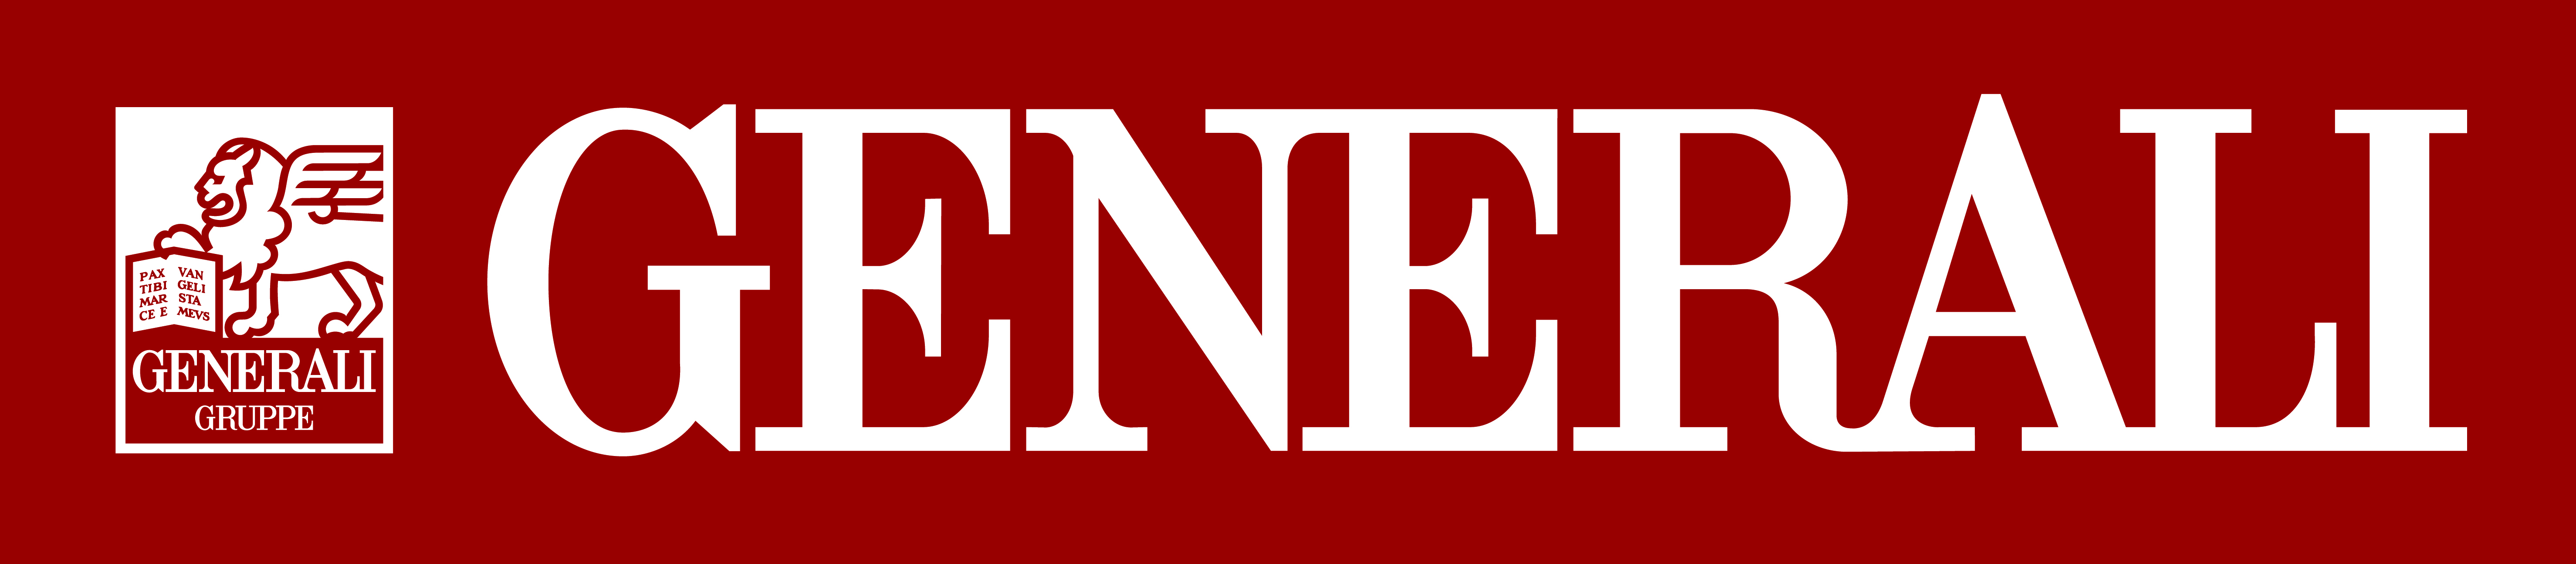 PAX VAN
TIBI GELI
MAR STA
CE E MEVS
GENERALI
GRUPPE
GENERALI